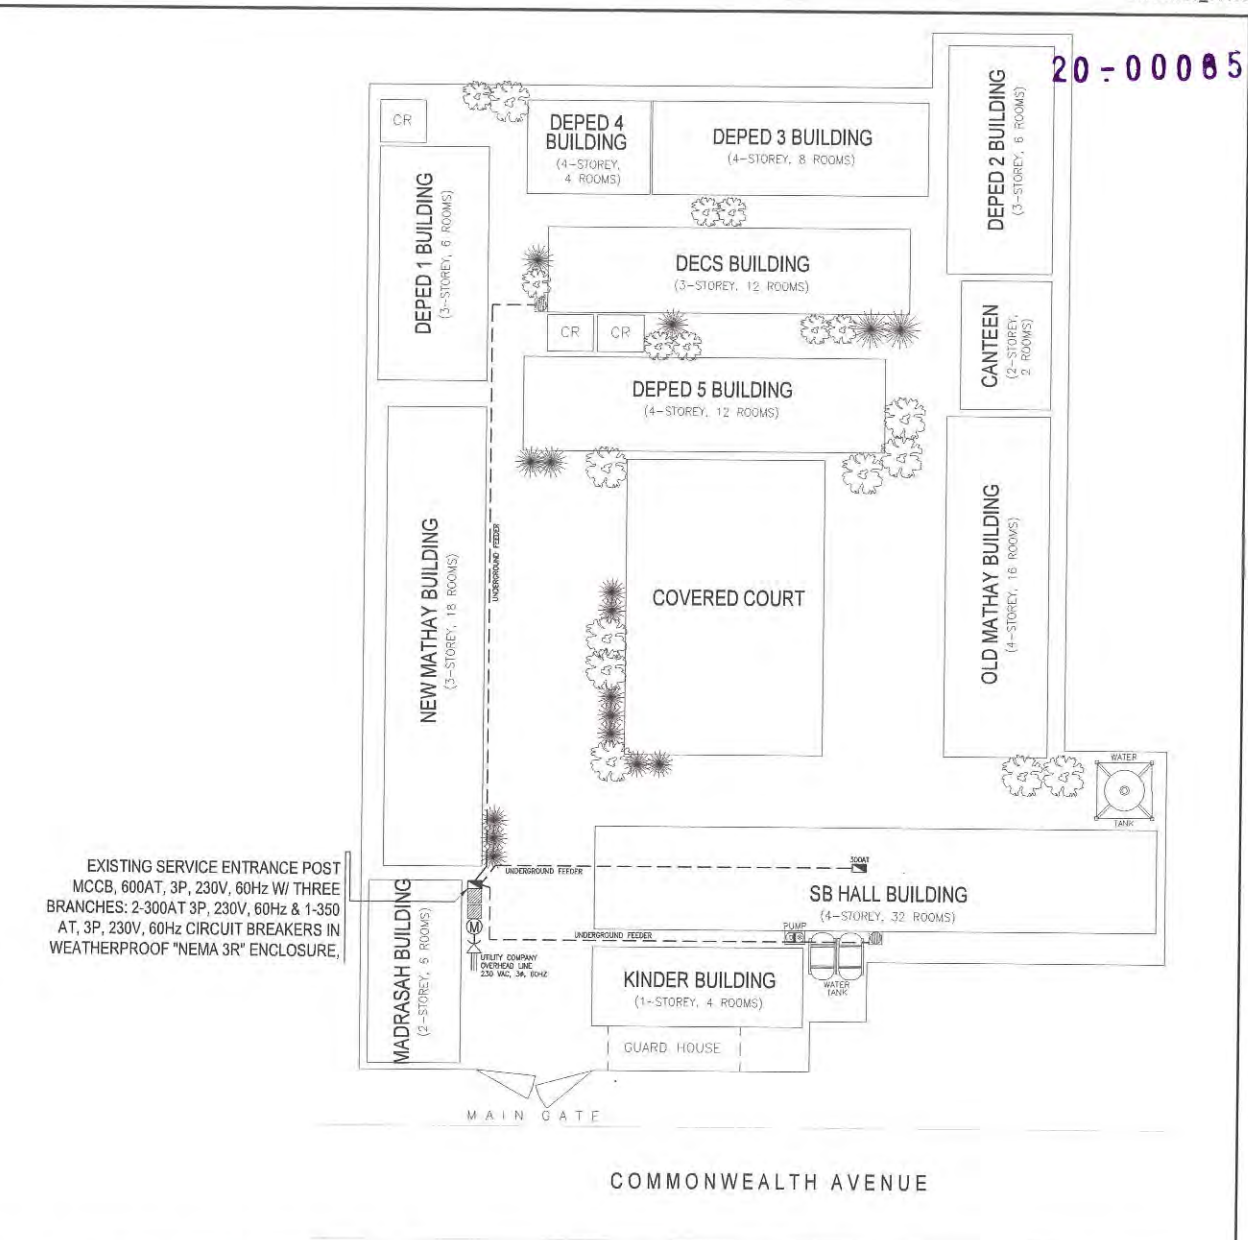 20-00085
CR
DEPED 4
BUILDING
(4-STOREY,
4 ROOMS)
DEPED 3 BUILDING
(4-STOREY, 8 ROOMS)
DEPED 2 BUILDING
(3-STOREY, 6 ROOMS)
DEPED 1 BUILDING
(3-STOREY, 6 ROOMS)
DECS BUILDING
(3-STOREY, 12 ROOMS)
CR
CR
CANTEEN
(2-STOREY,
2 ROOMS)
DEPED 5 BUILDING
(4-STOREY, 12 ROOMS)
NEW MATHAY BUILDING
(3-STOREY, 18 ROOMS)
UNDERGROUND FEEDER
COVERED COURT
OLD MATHAY BUILDING
(4-STOREY, 16 ROOMS)
WATER
TANK
EXISTING SERVICE ENTRANCE POST
MCCB, 600AT, 3P, 230V, 60Hz W/ THREE
BRANCHES: 2-300AT 3P, 230V, 60Hz & 1-350
AT, 3P, 230V, 60Hz CIRCUIT BREAKERS IN
WEATHERPROOF "NEMA 3R" ENCLOSURE,
UNDERGROUND FEEDER
300AT
SB HALL BUILDING
(4-STOREY, 32 ROOMS)
MADRASAH BUILDING
(2-STOREY, 6 ROOMS)
M
UTILITY COMPANY
OVERHEAD LINE
230 VAC, 3Ø, 60HZ
UNDERGROUND FEEDER
PUMP
WATER
TANK
KINDER BUILDING
(1-STOREY, 4 ROOMS)
GUARD HOUSE
MAIN GATE
COMMONWEALTH AVENUE